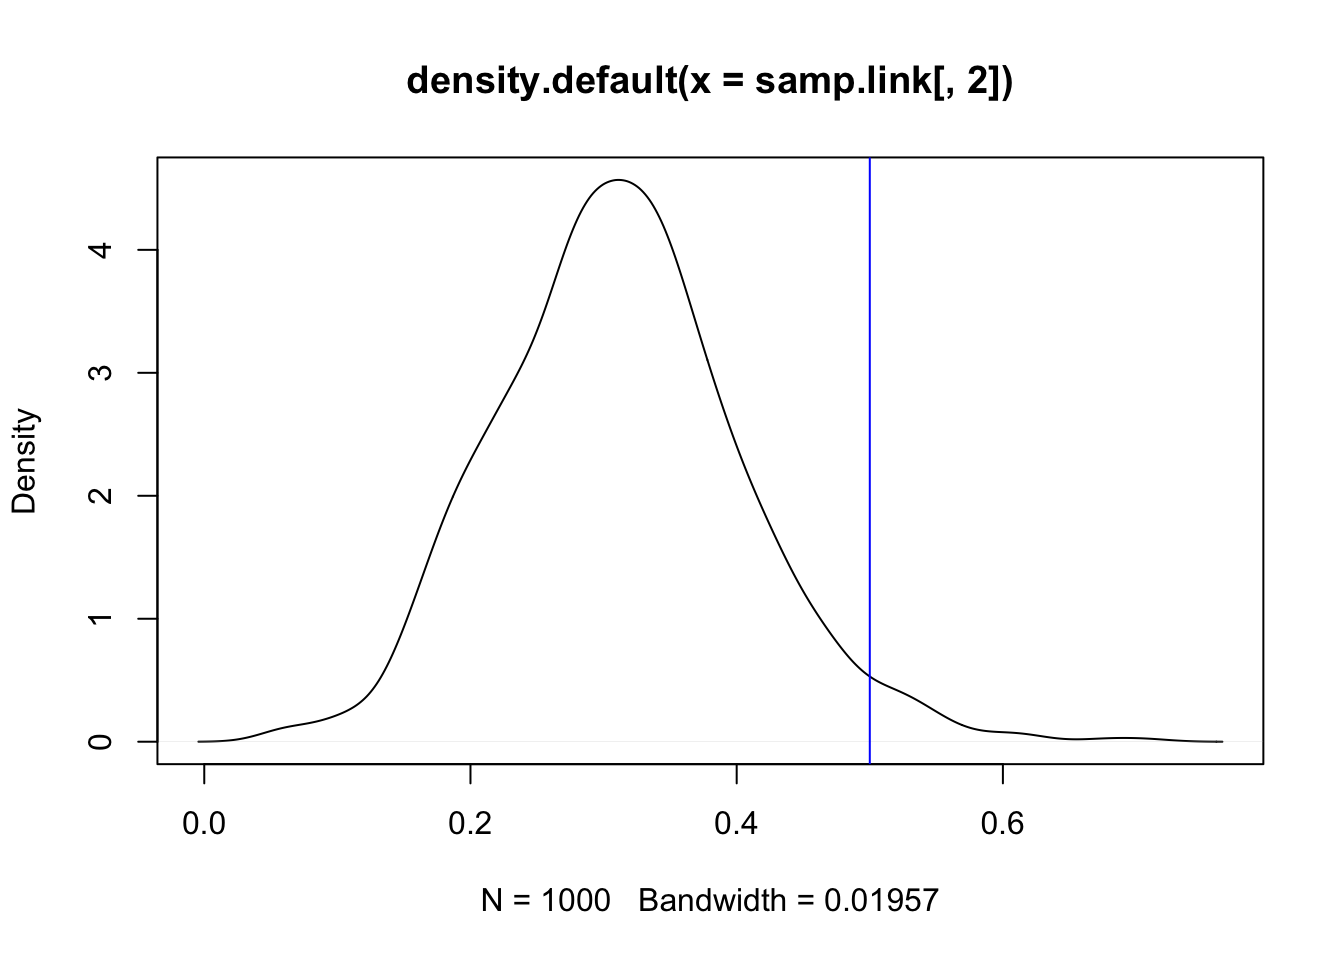 density.default(x = samp.link[, 2])
Density
4
3
2
1
0
0.0 0.2 0.4 0.6
N = 1000 Bandwidth = 0.01957